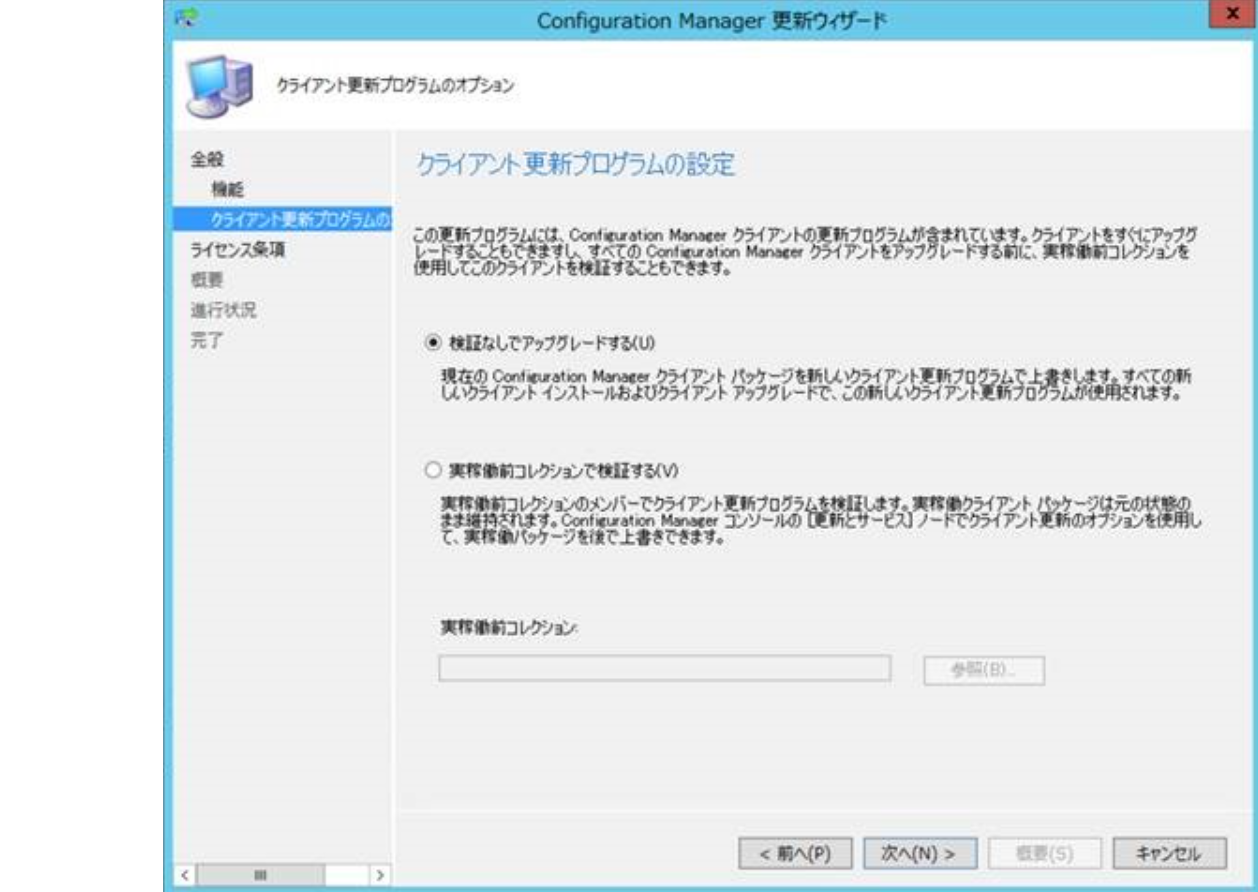 Configuration Manager 更新ウィザード
x
クライアント更新プログラムのオプション
全般
機能
クライアント更新プログラムの
ライセンス条項
概要
進行状況
完了
クライアント更新プログラムの設定
この更新プログラムには、Configuration Manager クライアントの更新プログラムが含まれています。クライアントをすぐにアップグ
レードすることもできますし、すべての Configuration Manager クライアントをアップグレードする前に、実稼働前コレクションを
使用してこのクライアントを検証することもできます。
検証なしでアップグレードする(U)
現在の Configuration Manager クライアント パッケージを新しいクライアント更新プログラムで上書きします。すべての新
しいクライアント インストールおよびクライアント アップグレードで、この新しいクライアント更新プログラムが使用されます。
実稼働前コレクションで検証する(V)
実稼働前コレクションのメンバーでクライアント更新プログラムを検証します。実稼働クライアント パッケージは元の状態の
まま維持されます。Configuration Manager コンソールの [更新とサービス] ノードでクライアント更新のオプションを使用し
て、実稼働パッケージを後で上書きできます。
実稼働前コレクション:
参照(B)...
< 前へ(P)
次へ(N) >
概要(S)
キャンセル